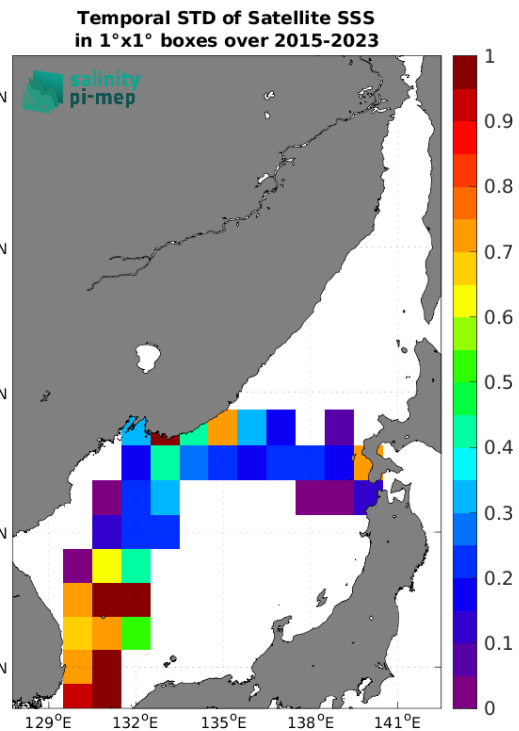 Temporal STD of Satellite SSS
in 1°x1° boxes over 2015-2023
salinity
pi-mep
N
N
N
N
N
1
0.9
0.8
0.7
0.6
0.5
0.4
0.3
0.2
0.1
0
129°E 132°E 135°E 138°E 141°E